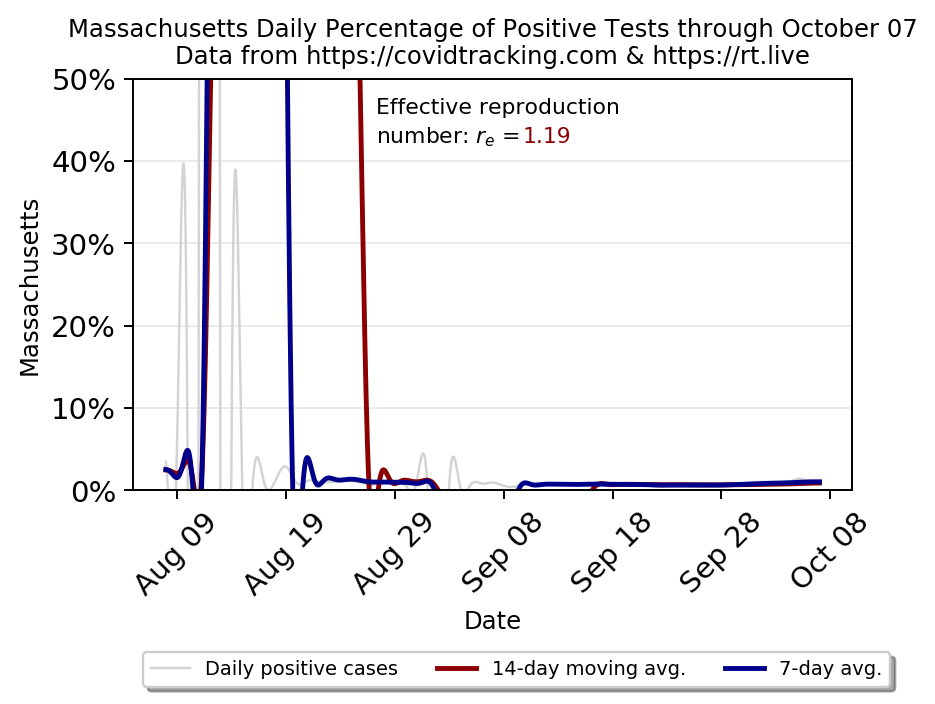 Massachusetts Daily Percentage of Positive Tests through October 07
Data from https://covidtracking.com & https://rt.live
50%
40%
30%
20%
10%
0%
Massachusetts
Effective reproduction
number: rₑ =1.19
Aug 09
Aug 19
Aug 29
Sep 08
Sep 18
Sep 28
Oct 08
Date
Daily positive cases
14-day moving avg.
7-day avg.